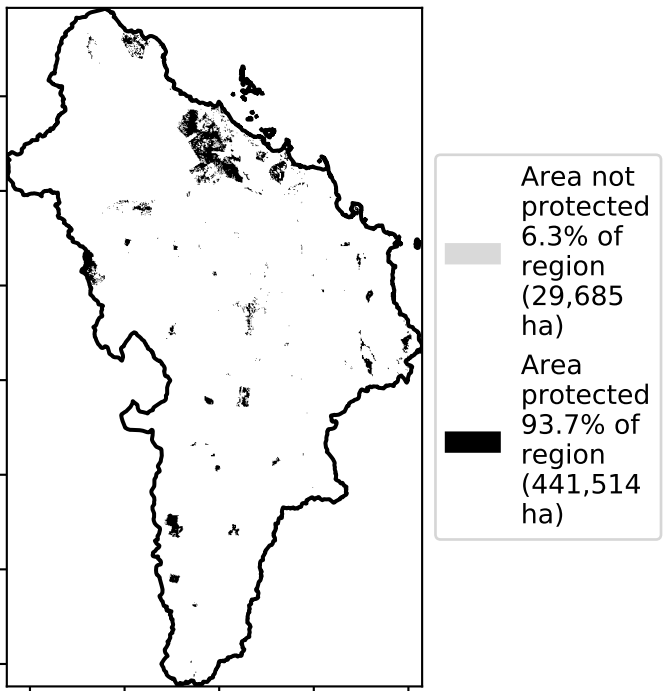 Area not
protected
6.3% of
region
(29,685
ha)
Area
protected
93.7% of
region
(441,514
ha)